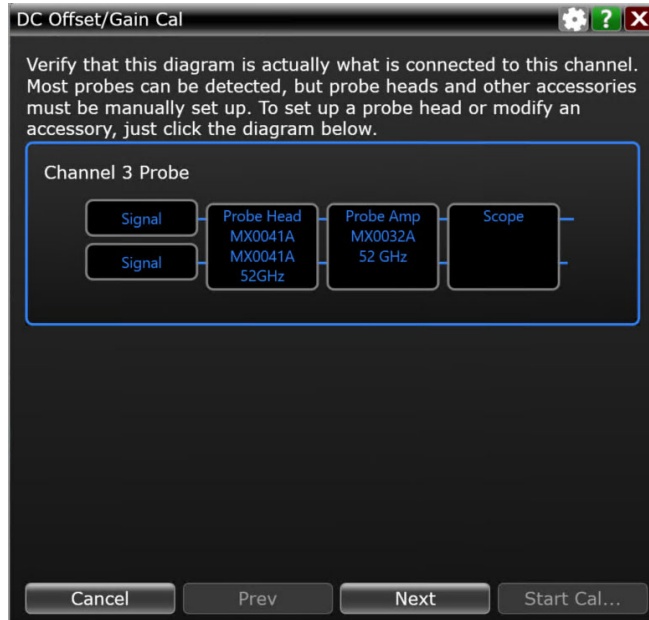 DC Offset/Gain Cal
?
X
Verify that this diagram is actually what is connected to this channel.
Most probes can be detected, but probe heads and other accessories
must be manually set up. To set up a probe head or modify an
accessory, just click the diagram below.
Channel 3 Probe
Signal
Signal
Probe Head
MX0041A
MX0041A
52GHz
Probe Amp
MX0032A
52 GHz
Scope
Cancel
Prev
Next
Start Cal...